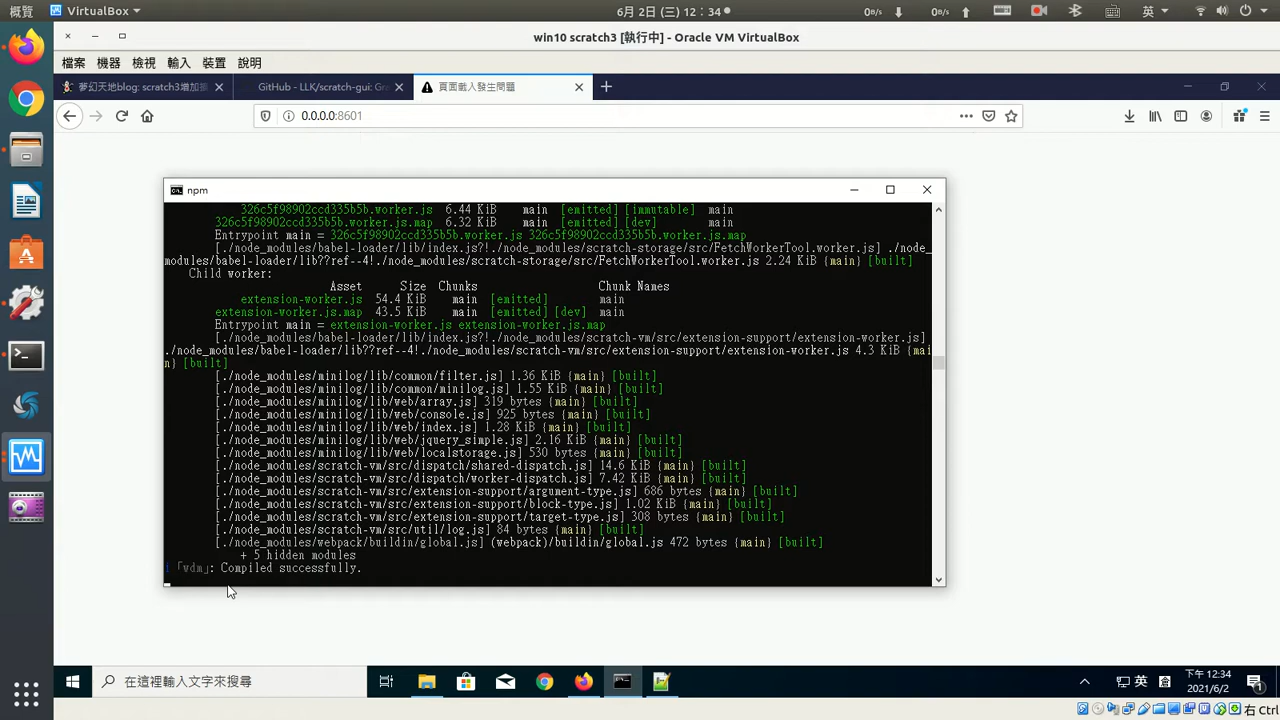 概覽
VirtualBox
6月 2日 (三) 12:34
0B/s
0B/s
英
win10 scratch3 [執行中] - Oracle VM VirtualBox
檔案 機器 檢視 輸入 裝置 說明
夢幻天地blog: scratch3增加擴
GitHub - LLK/scratch-gui: Gra
頁面載入發生問題
0.0.0.0:8601
npm
326c5f98902ccd335b5b.worker.js 6.44 KiB main [emitted] [immutable] main
326c5f98902ccd335b5b.worker.js.map 6.32 KiB main [emitted] [dev] main
Entrypoint main = 326c5f98902ccd335b5b.worker.js 326c5f98902ccd335b5b.worker.js.map
[./node_modules/babel-loader/lib/index.js?!./node_modules/scratch-storage/src/FetchWorkerTool.worker.js] ./node_
modules/babel-loader/lib??ref--4!./node_modules/scratch-storage/src/FetchWorkerTool.worker.js 2.24 KiB {main} [built]
Child worker:
Asset Size Chunks Chunk Names
extension-worker.js 54.4 KiB main [emitted] main
extension-worker.js.map 43.5 KiB main [emitted] [dev] main
Entrypoint main = extension-worker.js extension-worker.js.map
[./node_modules/babel-loader/lib/index.js?!./node_modules/scratch-vm/src/extension-support/extension-worker.js]
./node_modules/babel-loader/lib??ref--4!./node_modules/scratch-vm/src/extension-support/extension-worker.js 4.3 KiB {mai
n} [built]
[./node_modules/minilog/lib/common/filter.js] 1.36 KiB {main} [built]
[./node_modules/minilog/lib/common/minilog.js] 1.55 KiB {main} [built]
[./node_modules/minilog/lib/web/array.js] 319 bytes {main} [built]
[./node_modules/minilog/lib/web/console.js] 925 bytes {main} [built]
[./node_modules/minilog/lib/web/index.js] 1.28 KiB {main} [built]
[./node_modules/minilog/lib/web/jquery_simple.js] 2.16 KiB {main} [built]
[./node_modules/minilog/lib/web/localstorage.js] 530 bytes {main} [built]
[./node_modules/scratch-vm/src/dispatch/shared-dispatch.js] 14.6 KiB {main} [built]
[./node_modules/scratch-vm/src/dispatch/worker-dispatch.js] 7.42 KiB {main} [built]
[./node_modules/scratch-vm/src/extension-support/argument-type.js] 686 bytes {main} [built]
[./node_modules/scratch-vm/src/extension-support/block-type.js] 1.02 KiB {main} [built]
[./node_modules/scratch-vm/src/extension-support/target-type.js] 308 bytes {main} [built]
[./node_modules/scratch-vm/src/util/log.js] 84 bytes {main} [built]
[./node_modules/webpack/buildin/global.js] (webpack)/buildin/global.js 472 bytes {main} [built]
+ 5 hidden modules
i ｢wdm｣: Compiled successfully.
在這裡輸入文字來搜尋
英
下午 12:34
2021/6/2
1
右 Ctrl